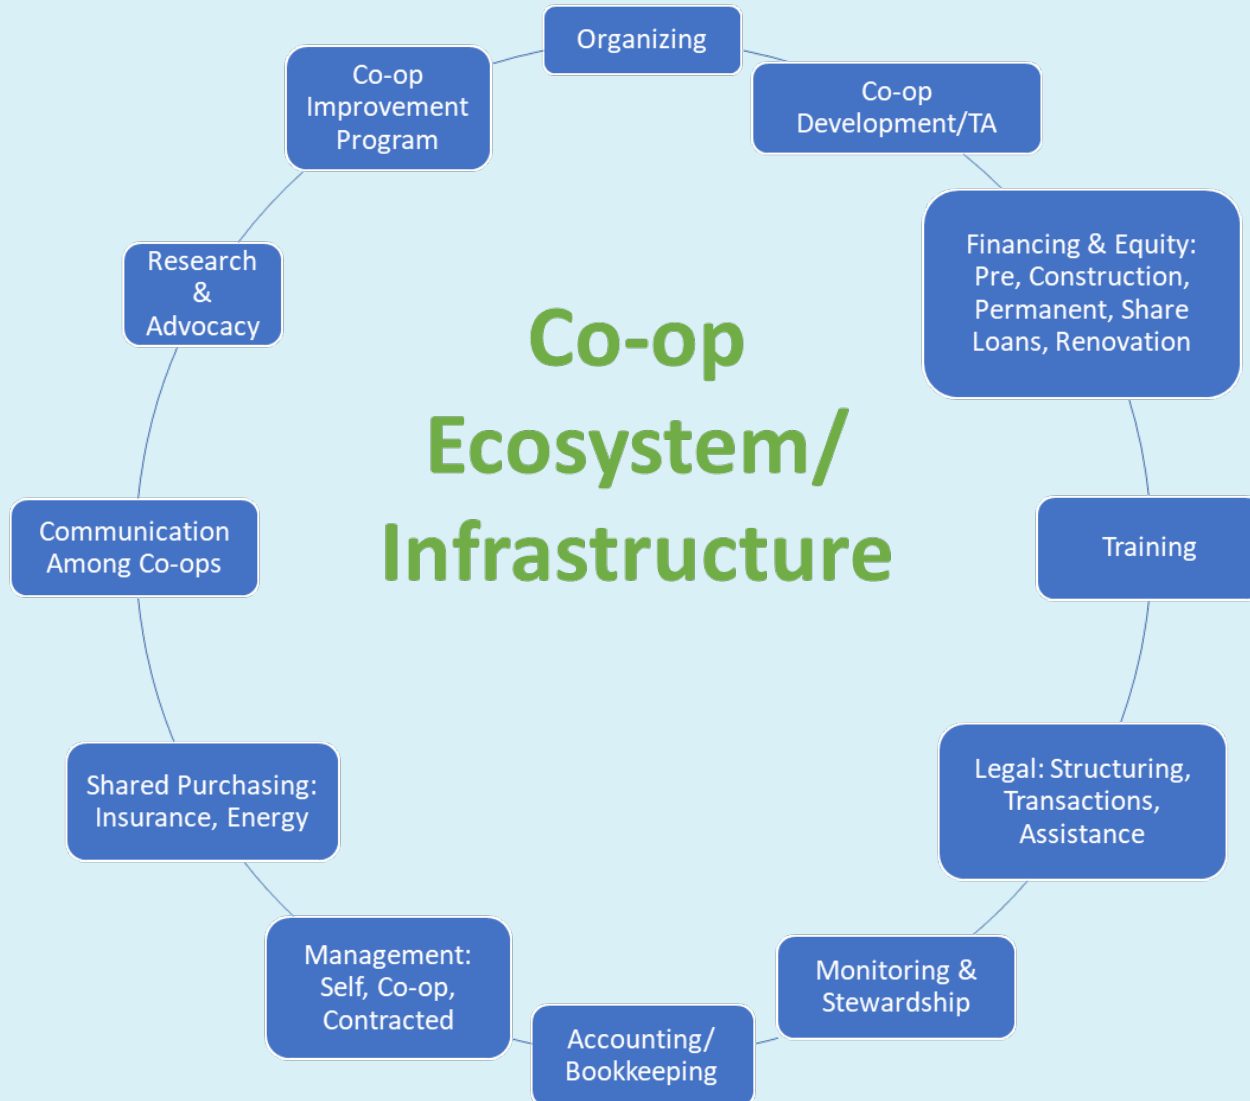 Organizing
Co-op
Development/TA
Financing & Equity:
Pre, Construction,
Permanent, Share
Loans, Renovation
Training
Legal: Structuring,
Transactions,
Assistance
Monitoring &
Stewardship
Accounting/
Bookkeeping
Management:
Self, Co-op,
Contracted
Shared Purchasing:
Insurance, Energy
Communication
Among Co-ops
Research
&
Advocacy
Co-op
Improvement
Program
Co-op
Ecosystem/
Infrastructure